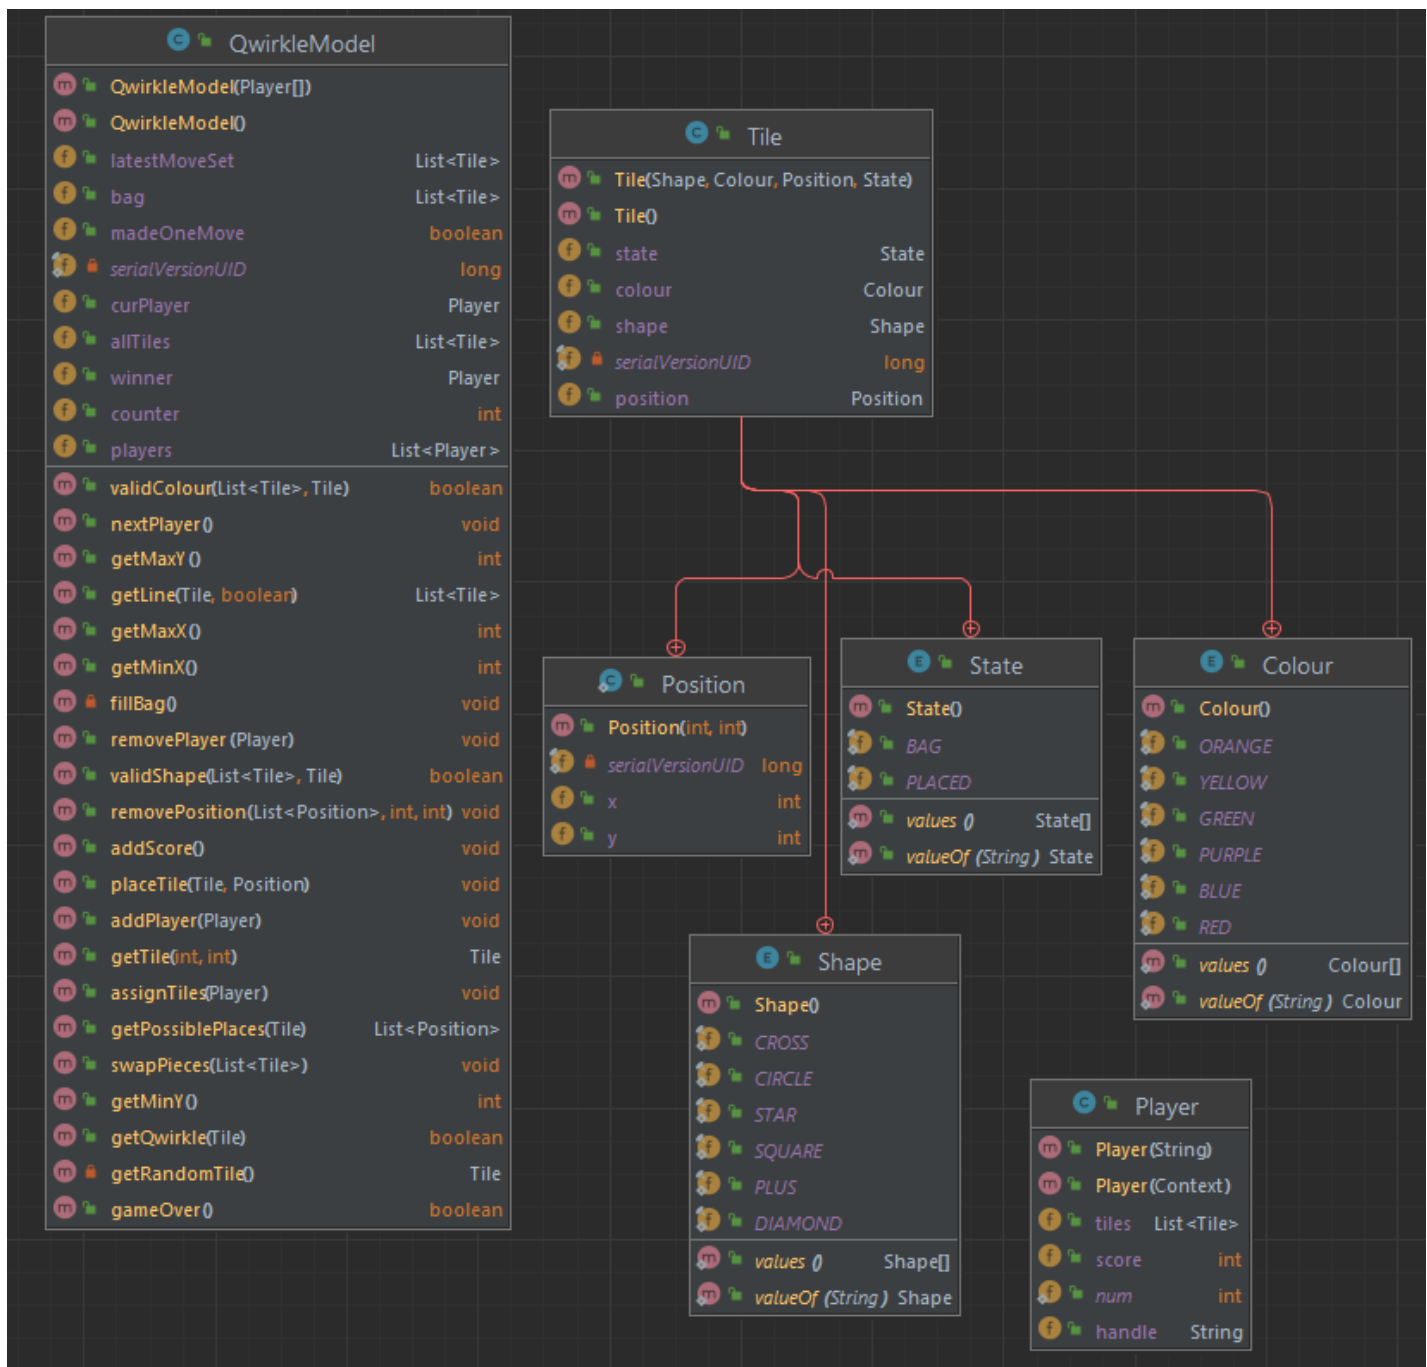 QwirkleModel
QwirkleModel(Player[])
QwirkleModel()
latestMoveSet List<Tile>
bag List<Tile>
madeOneMove boolean
serialVersionUID long
curPlayer Player
allTiles List<Tile>
winner Player
counter int
players List<Player>
validColour(List<Tile>, Tile) boolean
nextPlayer() void
getMaxY() int
getLine(Tile, boolean) List<Tile>
getMaxX() int
getMinX() int
fillBag() void
removePlayer(Player) void
validShape(List<Tile>, Tile) boolean
removePosition(List<Position>, int, int) void
addScore() void
placeTile(Tile, Position) void
addPlayer(Player) void
getTile(int, int) Tile
assignTiles(Player) void
getPossiblePlaces(Tile) List<Position>
swapPieces(List<Tile>) void
getMinY() int
getQwirkle(Tile) boolean
getRandomTile() Tile
gameOver() boolean
Tile
Tile(Shape, Colour, Position, State)
Tile()
state State
colour Colour
shape Shape
serialVersionUID long
position Position
Position
Position(int, int)
serialVersionUID long
x int
y int
State
State()
BAG
PLACED
values() State[]
valueOf(String) State
Colour
Colour()
ORANGE
YELLOW
GREEN
PURPLE
BLUE
RED
values() Colour[]
valueOf(String) Colour
Shape
Shape()
CROSS
CIRCLE
STAR
SQUARE
PLUS
DIAMOND
values() Shape[]
valueOf(String) Shape
Player
Player(String)
Player(Context)
tiles List<Tile>
score int
num int
handle String